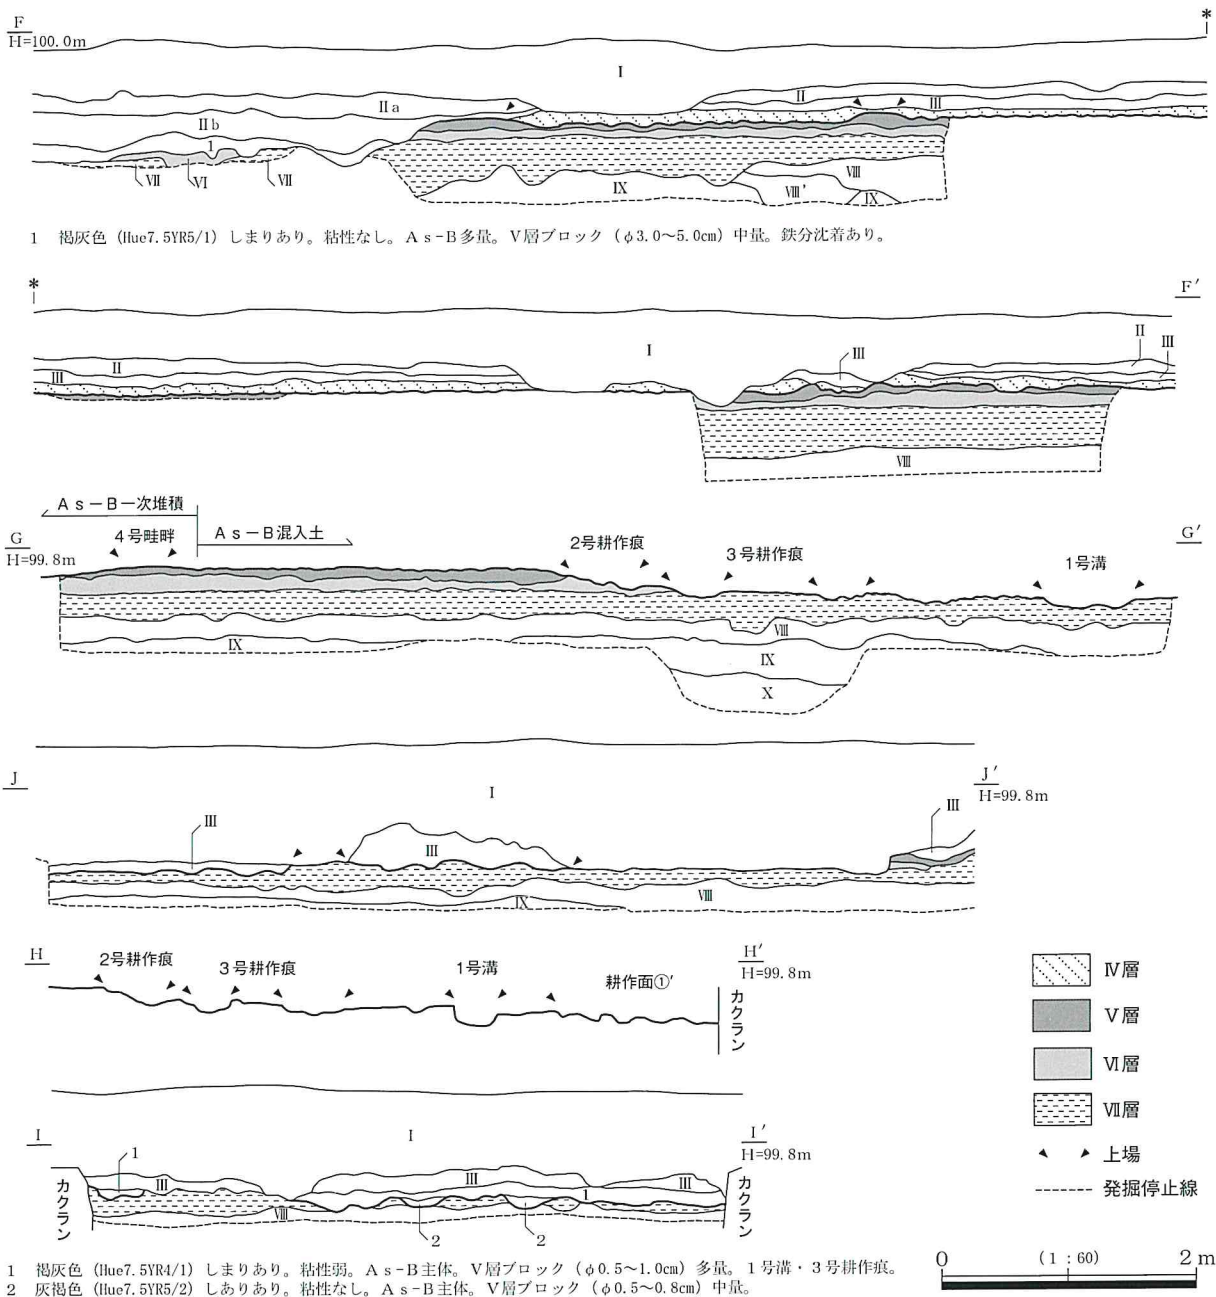 F
H=100.0m
*
I
II
III
IIa
IIb
1
VII
VI
VII
IX
VIII
VIII'
IX
1 褐灰色 (Hue7.5YR5/1) しまりあり。粘性なし。As-B多量。V層ブロック (φ3.0～5.0cm) 中量。鉄分沈着あり。
*
F′
I
II
III
III
II
III
VIII
As-B一次堆積
As-B混入土
G
H=99.8m
4号畦畔
2号耕作痕
3号耕作痕
1号溝
G′
VIII
IX
IX
X
J
I
J′
H=99.8m
III
III
III
VIII
IX
H
2号耕作痕
3号耕作痕
1号溝
耕作面①′
H′
H=99.8m
カクラン
IV層
V層
VI層
VII層
上場
発掘停止線
I
I
I′
H=99.8m
カクラン
1
III
III
1
III
カクラン
VIII
2
2
1 褐灰色 (Hue7.5YR4/1) しまりあり。粘性弱。As-B主体。V層ブロック (φ0.5～1.0cm) 多量。1号溝・3号耕作痕。
2 灰褐色 (Hue7.5YR5/2) しありあり。粘性なし。As-B主体。V層ブロック (φ0.5～0.8cm) 中量。
0 (1:60) 2m